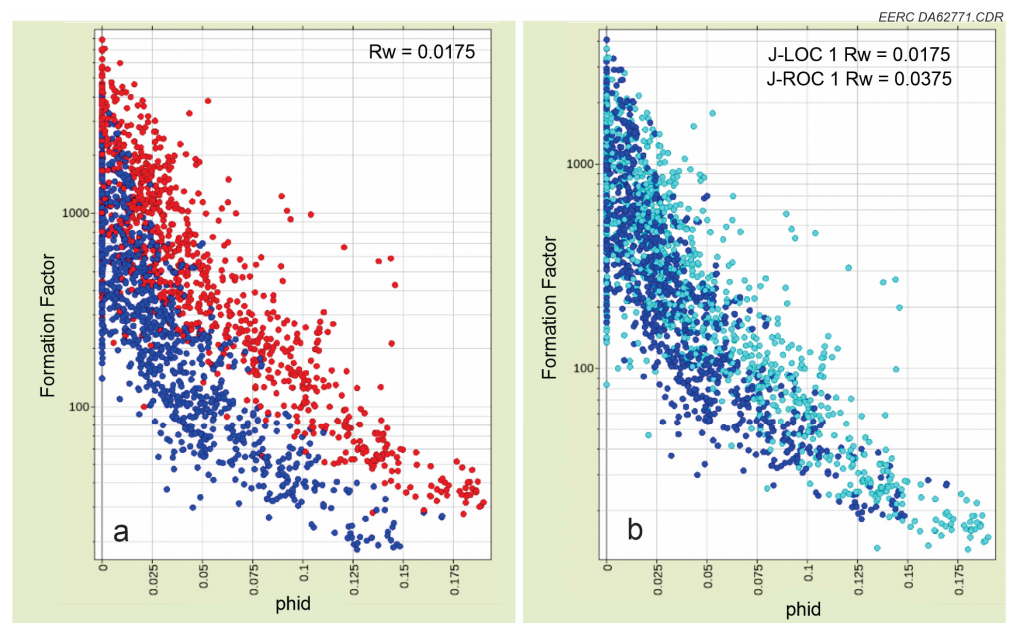 EERC DA62771.CDR
Rw = 0.0175
1000
100
Formation Factor
a
0
0.025
0.05
0.075
0.1
0.125
0.15
0.175
phid
J-LOC 1 Rw = 0.0175
J-ROC 1 Rw = 0.0375
1000
100
Formation Factor
b
0
0.025
0.05
0.075
0.1
0.125
0.15
0.175
phid